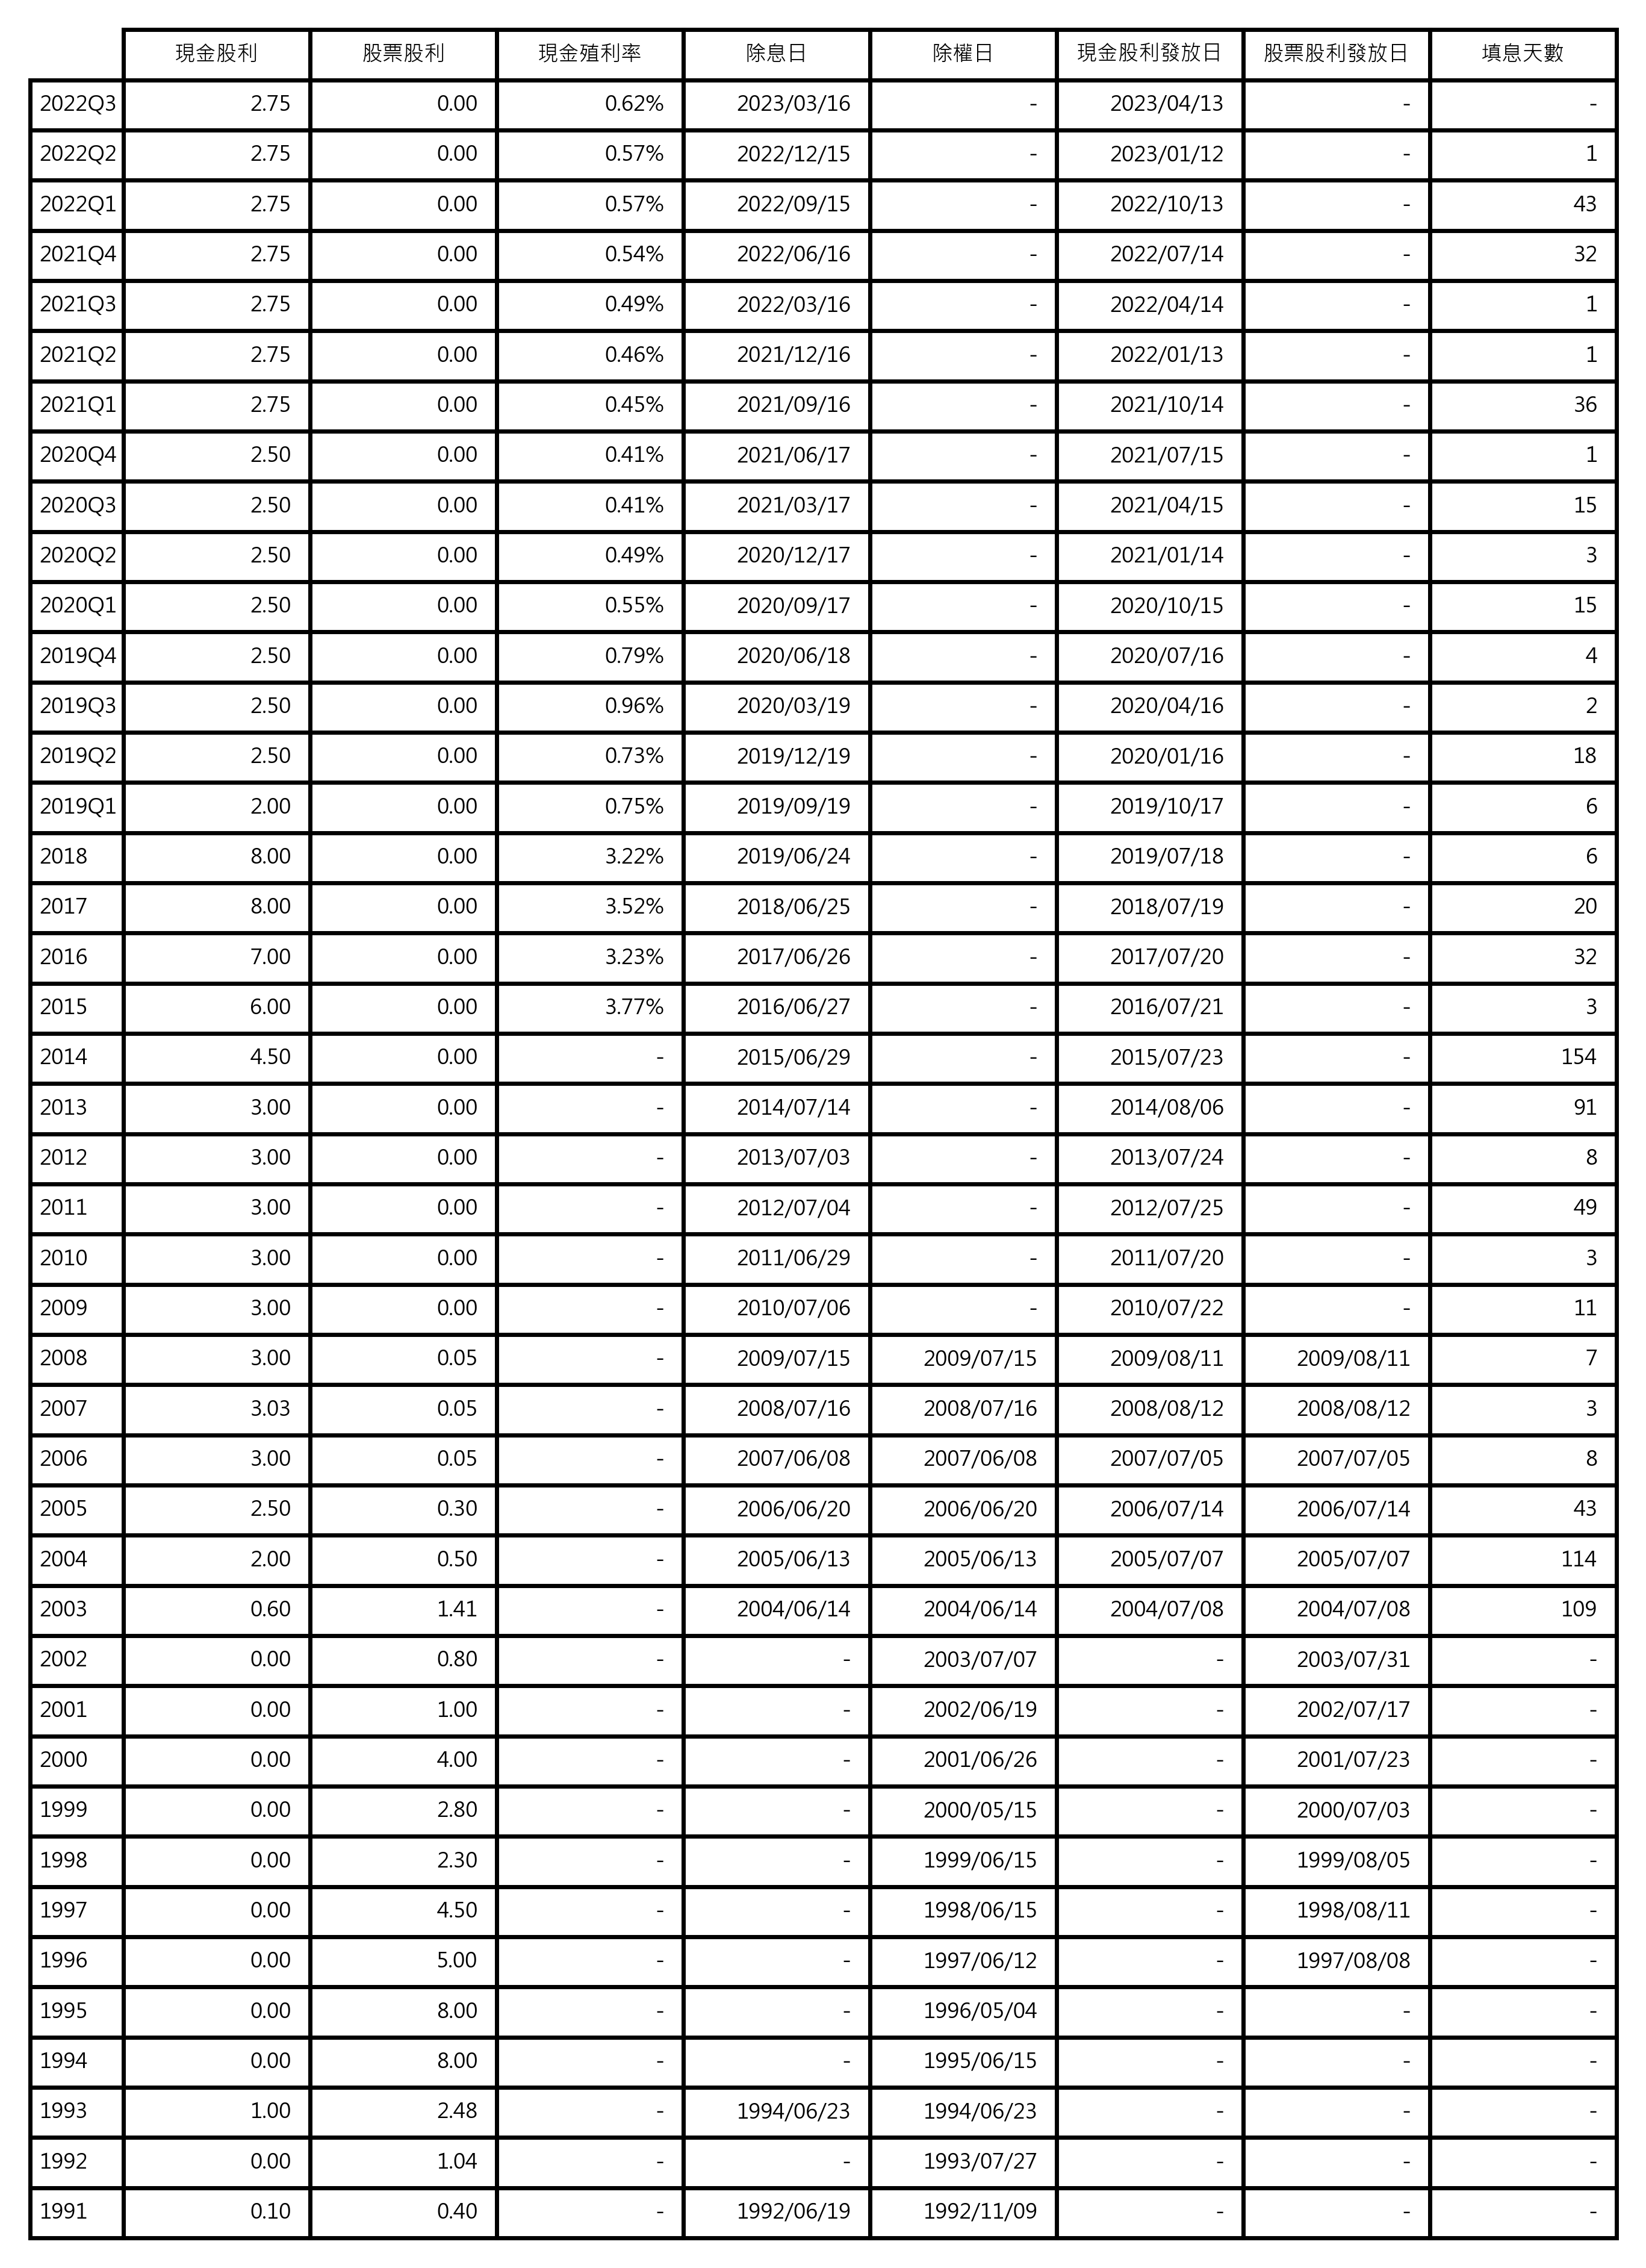 現金股利 股票股利 現金殖利率 除息日 除權日 現金股利發放日 股票股利發放日 填息天數
2022Q3 2.75 0.00 0.62% 2023/03/16 - 2023/04/13 - -
2022Q2 2.75 0.00 0.57% 2022/12/15 - 2023/01/12 - 1
2022Q1 2.75 0.00 0.57% 2022/09/15 - 2022/10/13 - 43
2021Q4 2.75 0.00 0.54% 2022/06/16 - 2022/07/14 - 32
2021Q3 2.75 0.00 0.49% 2022/03/16 - 2022/04/14 - 1
2021Q2 2.75 0.00 0.46% 2021/12/16 - 2022/01/13 - 1
2021Q1 2.75 0.00 0.45% 2021/09/16 - 2021/10/14 - 36
2020Q4 2.50 0.00 0.41% 2021/06/17 - 2021/07/15 - 1
2020Q3 2.50 0.00 0.41% 2021/03/17 - 2021/04/15 - 15
2020Q2 2.50 0.00 0.49% 2020/12/17 - 2021/01/14 - 3
2020Q1 2.50 0.00 0.55% 2020/09/17 - 2020/10/15 - 15
2019Q4 2.50 0.00 0.79% 2020/06/18 - 2020/07/16 - 4
2019Q3 2.50 0.00 0.96% 2020/03/19 - 2020/04/16 - 2
2019Q2 2.50 0.00 0.73% 2019/12/19 - 2020/01/16 - 18
2019Q1 2.00 0.00 0.75% 2019/09/19 - 2019/10/17 - 6
2018 8.00 0.00 3.22% 2019/06/24 - 2019/07/18 - 6
2017 8.00 0.00 3.52% 2018/06/25 - 2018/07/19 - 20
2016 7.00 0.00 3.23% 2017/06/26 - 2017/07/20 - 32
2015 6.00 0.00 3.77% 2016/06/27 - 2016/07/21 - 3
2014 4.50 0.00 - 2015/06/29 - 2015/07/23 - 154
2013 3.00 0.00 - 2014/07/14 - 2014/08/06 - 91
2012 3.00 0.00 - 2013/07/03 - 2013/07/24 - 8
2011 3.00 0.00 - 2012/07/04 - 2012/07/25 - 49
2010 3.00 0.00 - 2011/06/29 - 2011/07/20 - 3
2009 3.00 0.00 - 2010/07/06 - 2010/07/22 - 11
2008 3.00 0.05 - 2009/07/15 2009/07/15 2009/08/11 2009/08/11 7
2007 3.03 0.05 - 2008/07/16 2008/07/16 2008/08/12 2008/08/12 3
2006 3.00 0.05 - 2007/06/08 2007/06/08 2007/07/05 2007/07/05 8
2005 2.50 0.30 - 2006/06/20 2006/06/20 2006/07/14 2006/07/14 43
2004 2.00 0.50 - 2005/06/13 2005/06/13 2005/07/07 2005/07/07 114
2003 0.60 1.41 - 2004/06/14 2004/06/14 2004/07/08 2004/07/08 109
2002 0.00 0.80 - - 2003/07/07 - 2003/07/31 -
2001 0.00 1.00 - - 2002/06/19 - 2002/07/17 -
2000 0.00 4.00 - - 2001/06/26 - 2001/07/23 -
1999 0.00 2.80 - - 2000/05/15 - 2000/07/03 -
1998 0.00 2.30 - - 1999/06/15 - 1999/08/05 -
1997 0.00 4.50 - - 1998/06/15 - 1998/08/11 -
1996 0.00 5.00 - - 1997/06/12 - 1997/08/08 -
1995 0.00 8.00 - - 1996/05/04 - - -
1994 0.00 8.00 - - 1995/06/15 - - -
1993 1.00 2.48 - 1994/06/23 1994/06/23 - - -
1992 0.00 1.04 - - 1993/07/27 - - -
1991 0.10 0.40 - 1992/06/19 1992/11/09 - - -